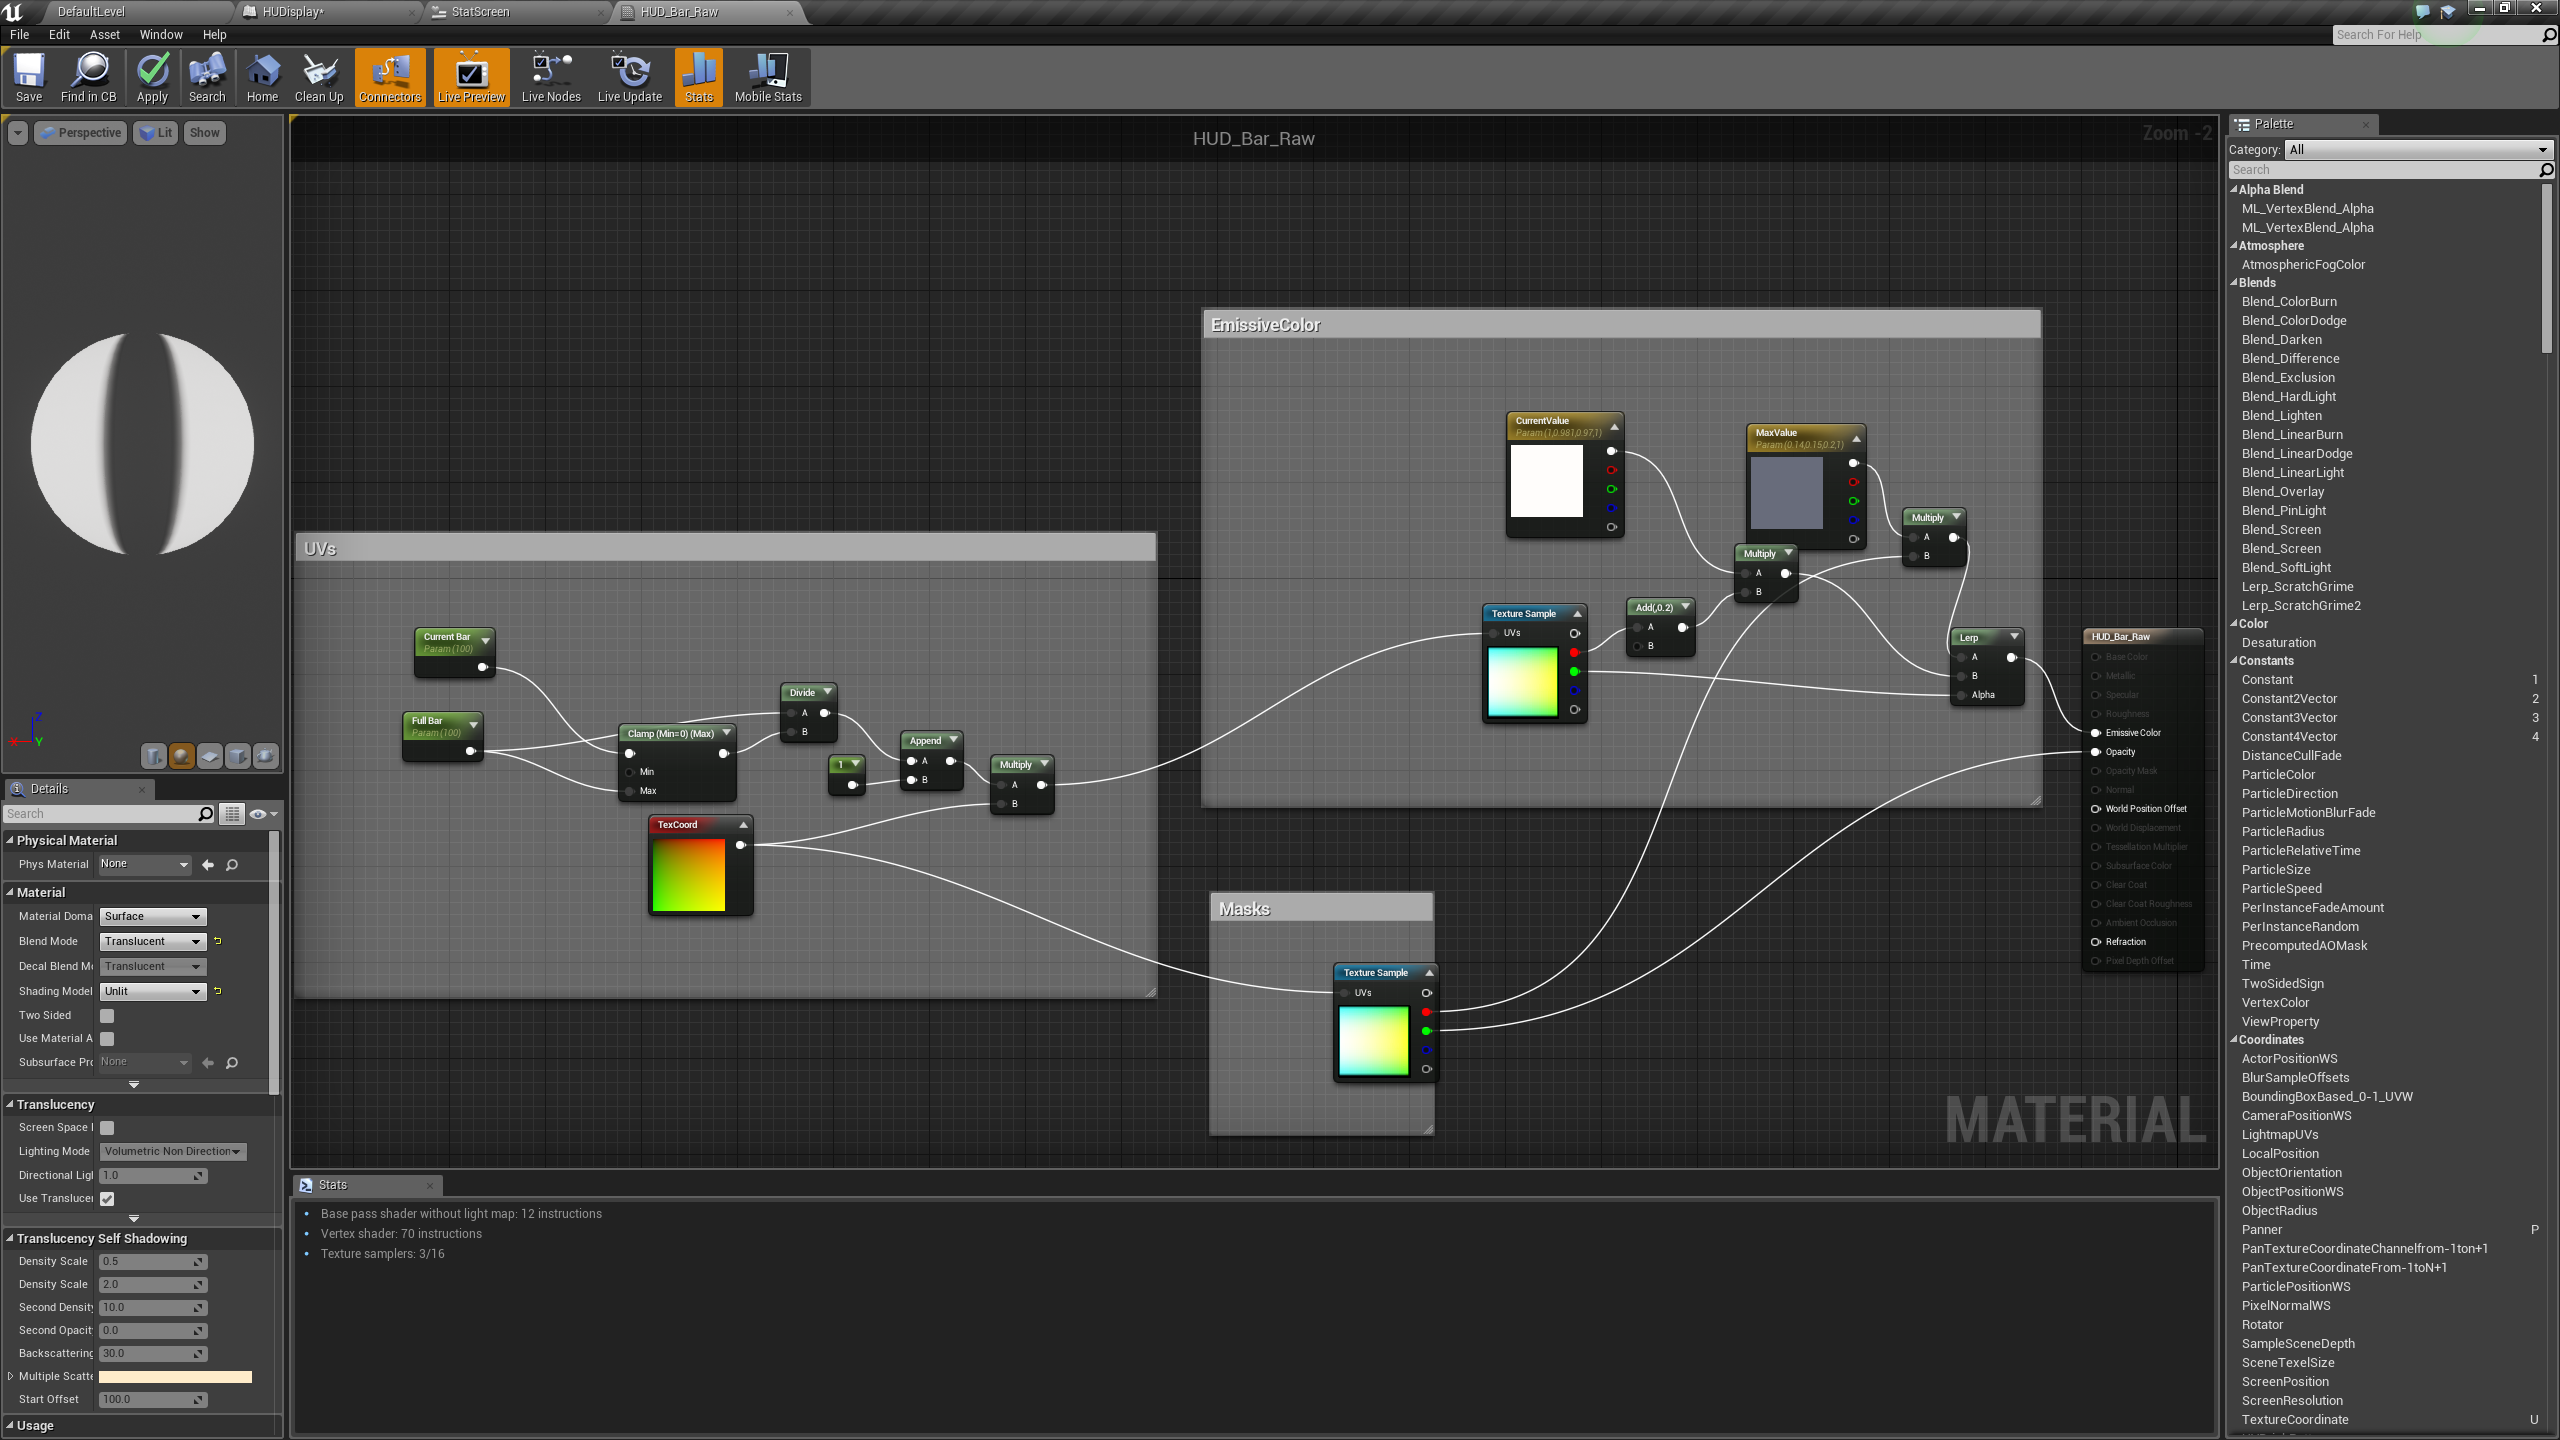 DefaultLevel
HUDisplay*
StatScreen
HUD_Bar_Raw
File Edit Asset Window Help
Search For Help
Save
Find in CB
Apply
Search
Home
Clean Up
Connectors
Live Preview
Live Nodes
Live Update
Stats
Mobile Stats
Perspective
Lit
Show
X
Y
Z
Details
Search
Physical Material
Phys Material None
Material
Material Doma Surface
Blend Mode Translucent
Decal Blend Mo Translucent
Shading Model Unlit
Two Sided
Use Material A
Subsurface Pro None
Translucency
Screen Space
Lighting Mode Volumetric Non Direction
Directional Ligl 1.0
Use Translucer
Translucency Self Shadowing
Density Scale 0.5
Density Scale 2.0
Second Density 10.0
Second Opacit 0.0
Backscattering 30.0
Multiple Scatte
Start Offset 100.0
Usage
HUD_Bar_Raw
Zoom -2
UVs
Current Bar
Param (100)
Full Bar
Param (100)
Clamp (Min=0) (Max)
Min
Max
Divide
A
B
1
Append
A
B
Multiply
A
B
TexCoord
EmissiveColor
CurrentValue
Param (1,0.981,0.97,1)
MaxValue
Param (0.14,0.15,0.2,1)
Multiply
A
B
Multiply
A
B
Texture Sample
UVs
Add(,0.2)
A
B
Lerp
A
B
Alpha
Masks
Texture Sample
UVs
HUD_Bar_Raw
Base Color
Metallic
Specular
Roughness
Emissive Color
Opacity
Opacity Mask
Normal
World Position Offset
World Displacement
Tessellation Multiplier
Subsurface Color
Clear Coat
Clear Coat Roughness
Ambient Occlusion
Refraction
Pixel Depth Offset
MATERIAL
Stats
Base pass shader without light map: 12 instructions
Vertex shader: 70 instructions
Texture samplers: 3/16
Palette
Category: All
Search
Alpha Blend
ML_VertexBlend_Alpha
ML_VertexBlend_Alpha
Atmosphere
AtmosphericFogColor
Blends
Blend_ColorBurn
Blend_ColorDodge
Blend_Darken
Blend_Difference
Blend_Exclusion
Blend_HardLight
Blend_Lighten
Blend_LinearBurn
Blend_LinearDodge
Blend_LinearLight
Blend_Overlay
Blend_PinLight
Blend_Screen
Blend_Screen
Blend_SoftLight
Lerp_ScratchGrime
Lerp_ScratchGrime2
Color
Desaturation
Constants
Constant 1
Constant2Vector 2
Constant3Vector 3
Constant4Vector 4
DistanceCullFade
ParticleColor
ParticleDirection
ParticleMotionBlurFade
ParticleRadius
ParticleRelativeTime
ParticleSize
ParticleSpeed
PerInstanceFadeAmount
PerInstanceRandom
PrecomputedAOMask
Time
TwoSidedSign
VertexColor
ViewProperty
Coordinates
ActorPositionWS
BlurSampleOffsets
BoundingBoxBased_0-1_UVW
CameraPositionWS
LightmapUVs
LocalPosition
ObjectOrientation
ObjectPositionWS
ObjectRadius
Panner P
PanTextureCoordinateChannelfrom-1ton+1
PanTextureCoordinateFrom-1toN+1
ParticlePositionWS
PixelNormalWS
Rotator
SampleSceneDepth
SceneTexelSize
ScreenPosition
ScreenResolution
TextureCoordinate U